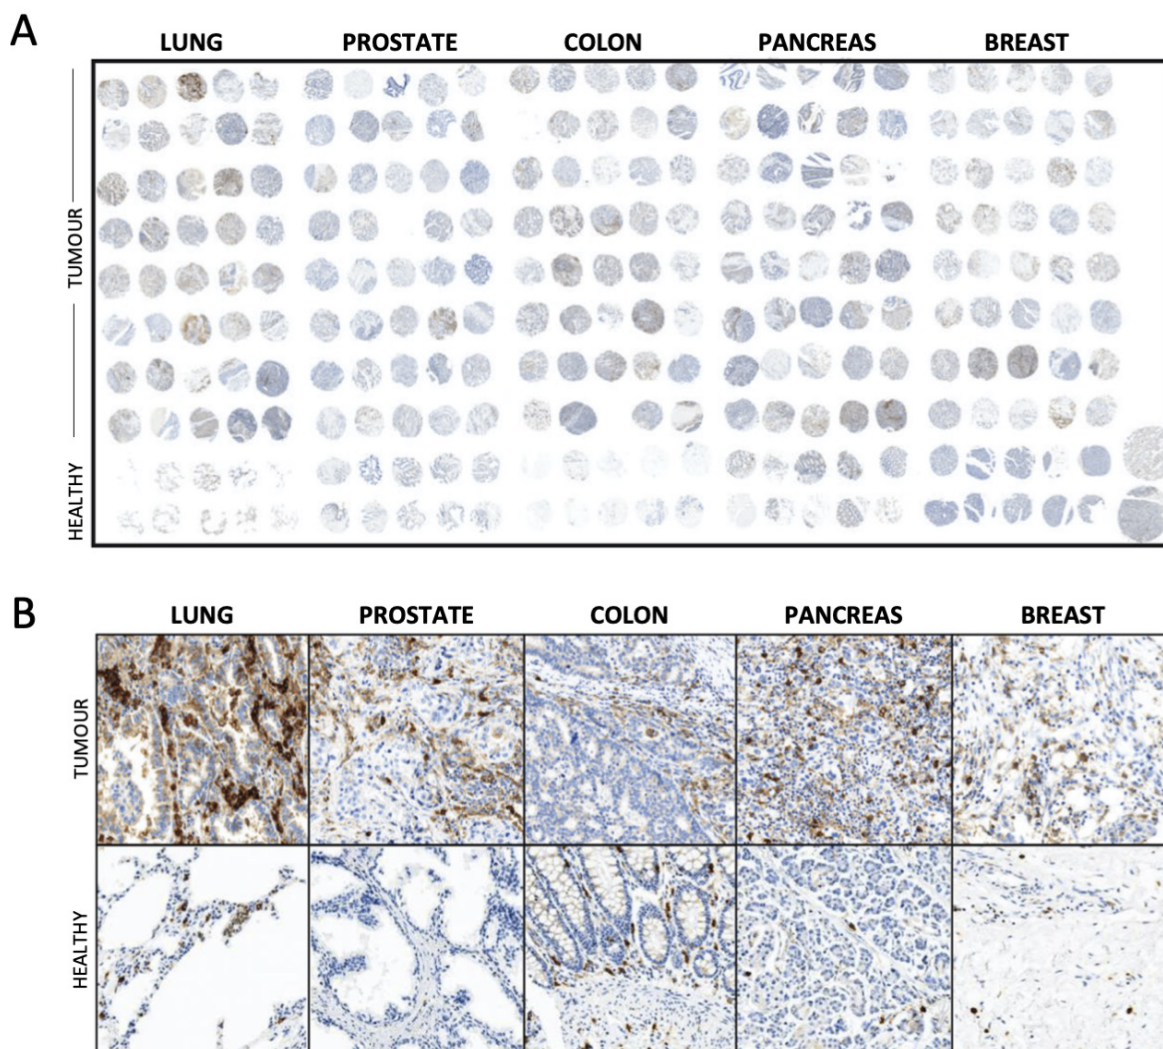 A
LUNG PROSTATE COLON PANCREAS BREAST
TUMOUR
HEALTHY
B
LUNG PROSTATE COLON PANCREAS BREAST
TUMOUR
HEALTHY